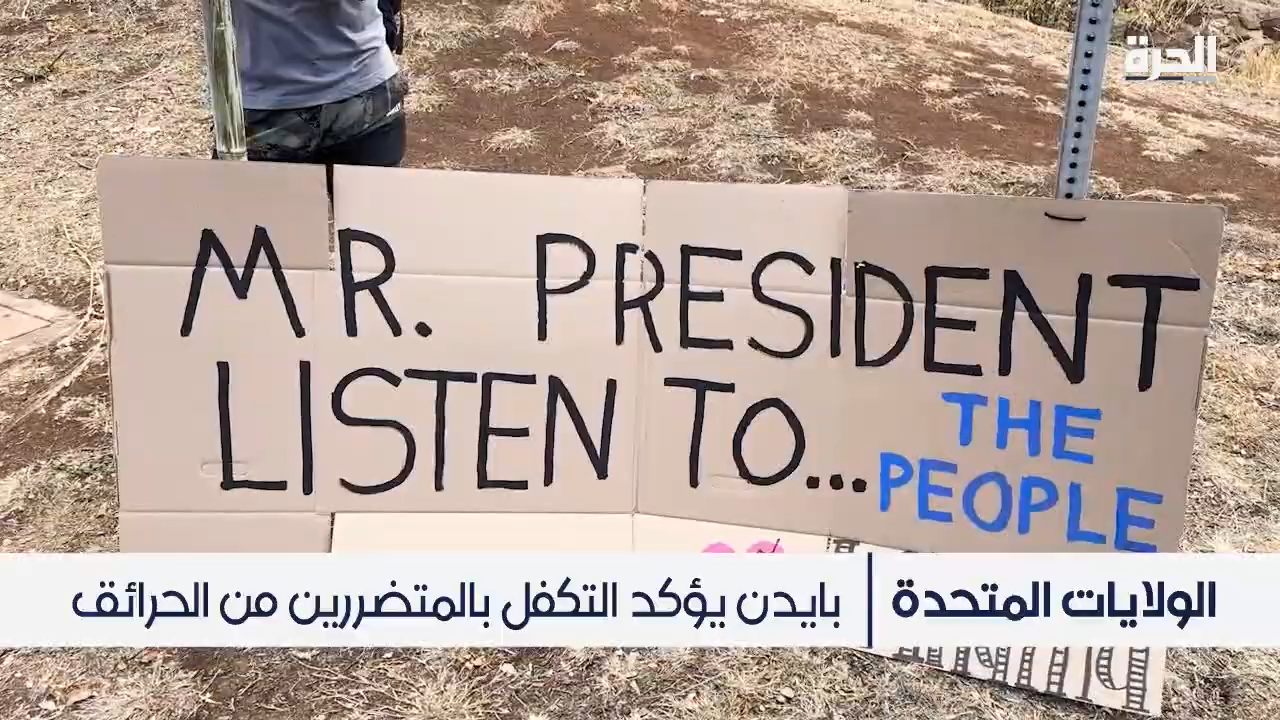 الحرة
MR. PRESIDENT
LISTEN TO... THE
PEOPLE
الولايات المتحدة
بايدن يؤكد التكفل بالمتضررين من الحرائق